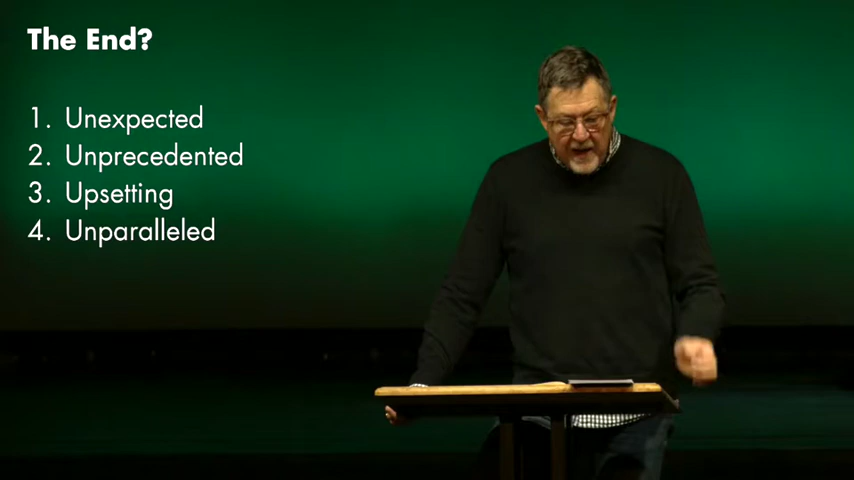 The End?
1. Unexpected
2. Unprecedented
3. Upsetting
4. Unparalleled